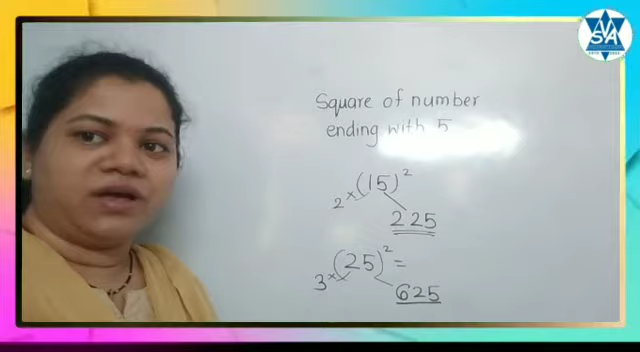 Square of number
ending with 5
2×(15)²
225
3×(25)²=
625